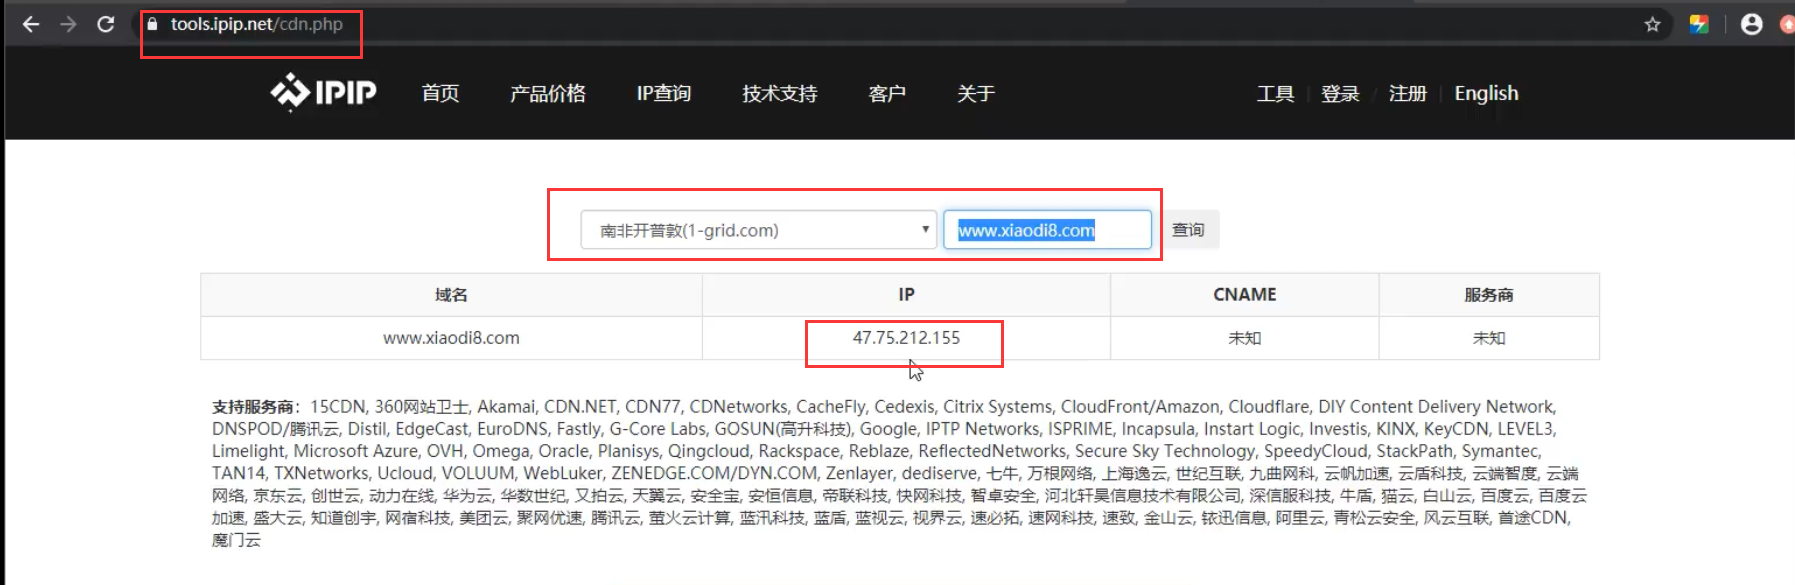 tools.ipip.net/cdn.php
IPIP 首页 产品价格 IP查询 技术支持 客户 关于 工具 登录 注册 English
南非开普敦(1-grid.com) www.xiaodi8.com 查询
域名 IP CNAME 服务商
www.xiaodi8.com 47.75.212.155 未知 未知
支持服务商：15CDN, 360网站卫士, Akamai, CDN.NET, CDN77, CDNetworks, CacheFly, Cedexis, Citrix Systems, CloudFront/Amazon, Cloudflare, DIY Content Delivery Network,
DNSPOD/腾讯云, Distil, EdgeCast, EuroDNS, Fastly, G-Core Labs, GOSUN(高升科技), Google, IPTP Networks, ISPRIME, Incapsula, Instart Logic, Investis, KINX, KeyCDN, LEVEL3,
Limelight, Microsoft Azure, OVH, Omega, Oracle, Planisys, Qingcloud, Rackspace, Reblaze, ReflectedNetworks, Secure Sky Technology, SpeedyCloud, StackPath, Symantec,
TAN14, TXNetworks, Ucloud, VOLUUM, WebLuker, ZENEDGE.COM/DYN.COM, Zenlayer, dediserve, 七牛, 万根网络, 上海逸云, 世纪互联, 九曲网科, 云帆加速, 云盾科技, 云端智度, 云端
网络, 京东云, 创世云, 动力在线, 华为云, 华数世纪, 又拍云, 天翼云, 安全宝, 安恒信息, 帝联科技, 快网科技, 智卓安全, 河北轩昊信息技术有限公司, 深信服科技, 牛盾, 猫云, 白山云, 百度云, 百度云
加速, 盛大云, 知道创宇, 网宿科技, 美团云, 聚网优速, 腾讯云, 萤火云计算, 蓝汛科技, 蓝盾, 蓝视云, 视界云, 速必拓, 速网科技, 速致, 金山云, 铱迅信息, 阿里云, 青松云安全, 风云互联, 首途CDN,
魔门云